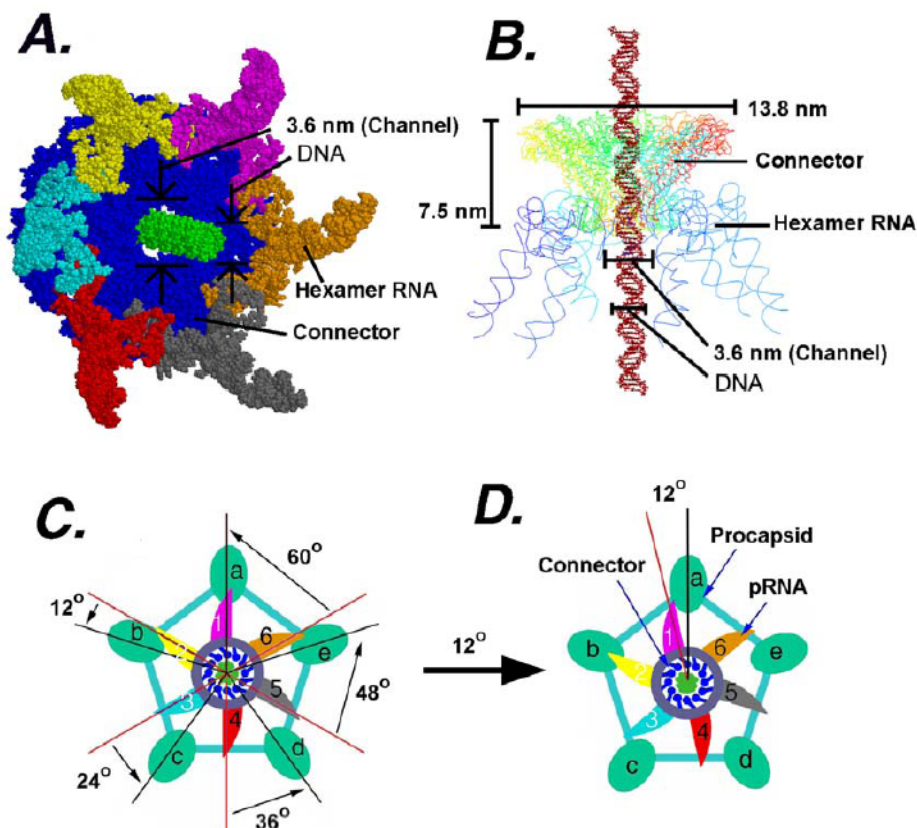 A.
3.6 nm (Channel)
DNA
Hexamer RNA
Connector
B.
13.8 nm
Connector
7.5 nm
Hexamer RNA
3.6 nm (Channel)
DNA
C.
60°
12°
a
b
1
2
6
e
3
5
4
48°
c
d
24°
36°
12°
D.
12°
Procapsid
Connector
pRNA
a
b
1
2
6
e
3
5
4
c
d